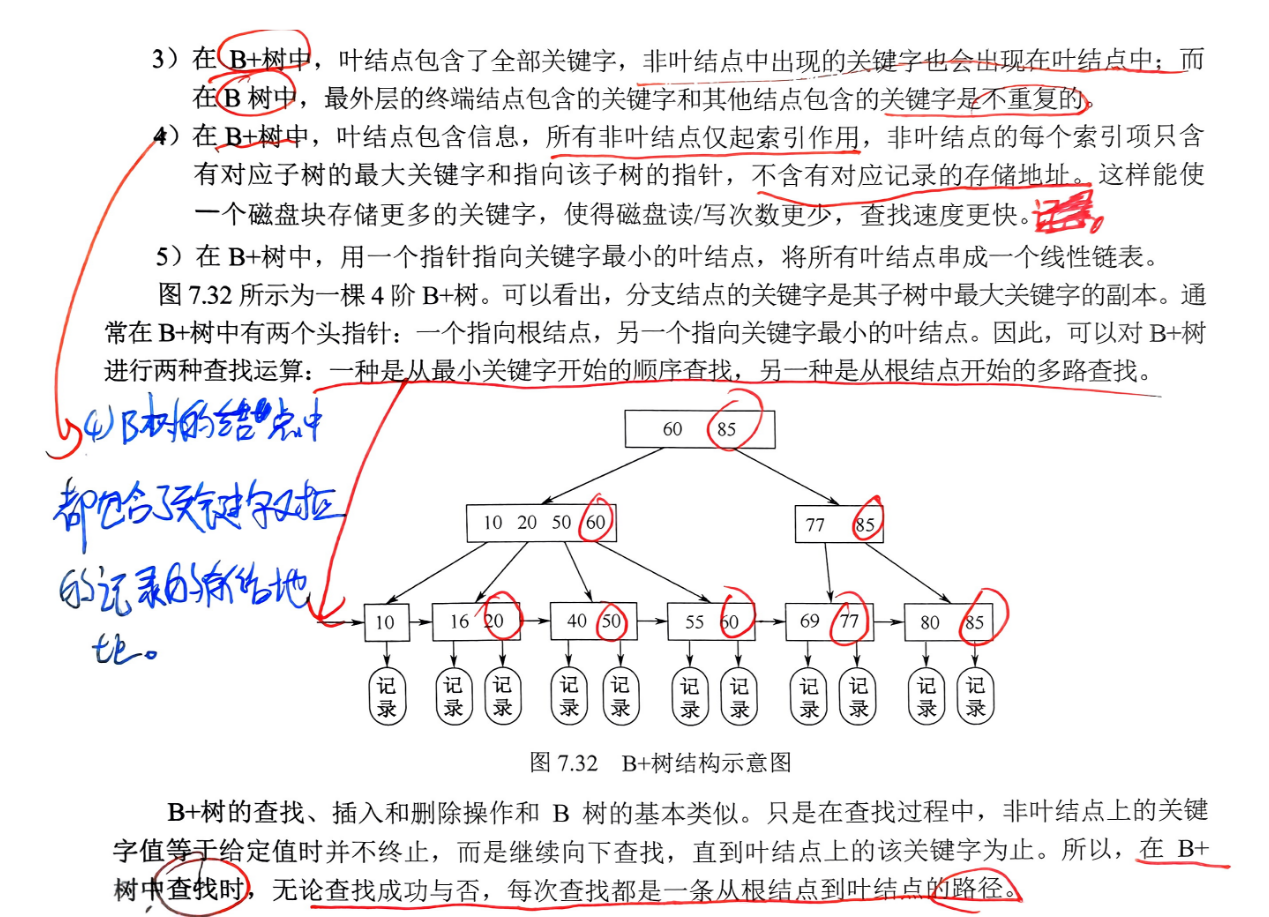 3）在 B+树中，叶结点包含了全部关键字，非叶结点中出现的关键字也会出现在叶结点中；而
在 B 树中，最外层的终端结点包含的关键字和其他结点包含的关键字是不重复的。
4）在 B+树中，叶结点包含信息，所有非叶结点仅起索引作用，非叶结点的每个索引项只含
有对应子树的最大关键字和指向该子树的指针，不含有对应记录的存储地址。这样能使
一个磁盘块存储更多的关键字，使得磁盘读/写次数更少，查找速度更快。
5）在 B+树中，用一个指针指向关键字最小的叶结点，将所有叶结点串成一个线性链表。
图 7.32 所示为一棵 4 阶 B+树。可以看出，分支结点的关键字是其子树中最大关键字的副本。通
常在 B+树中有两个头指针：一个指向根结点，另一个指向关键字最小的叶结点。因此，可以对 B+树
进行两种查找运算：一种是从最小关键字开始的顺序查找，另一种是从根结点开始的多路查找。
4) B树的结点中
都包含了关键字对应
的记录的存储地
址。
60 85
10 20 50 60
77 85
10
16 20
40 50
55 60
69 77
80 85
记录
记录
记录
记录
记录
记录
记录
记录
记录
记录
记录
图 7.32 B+树结构示意图
B+树的查找、插入和删除操作和 B 树的基本类似。只是在查找过程中，非叶结点上的关键
字值等于给定值时并不终止，而是继续向下查找，直到叶结点上的该关键字为止。所以，在 B+
树中查找时，无论查找成功与否，每次查找都是一条从根结点到叶结点的路径。